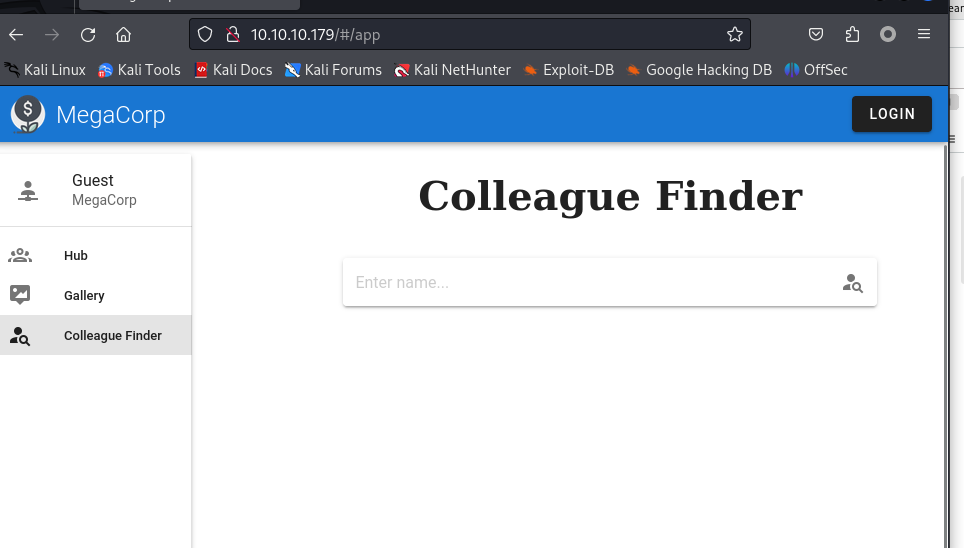 10.10.10.179/#/app
Kali Linux Kali Tools Kali Docs Kali Forums Kali NetHunter Exploit-DB Google Hacking DB OffSec
$ MegaCorp LOGIN
Guest
MegaCorp
Colleague Finder
Hub
Enter name...
Gallery
Colleague Finder